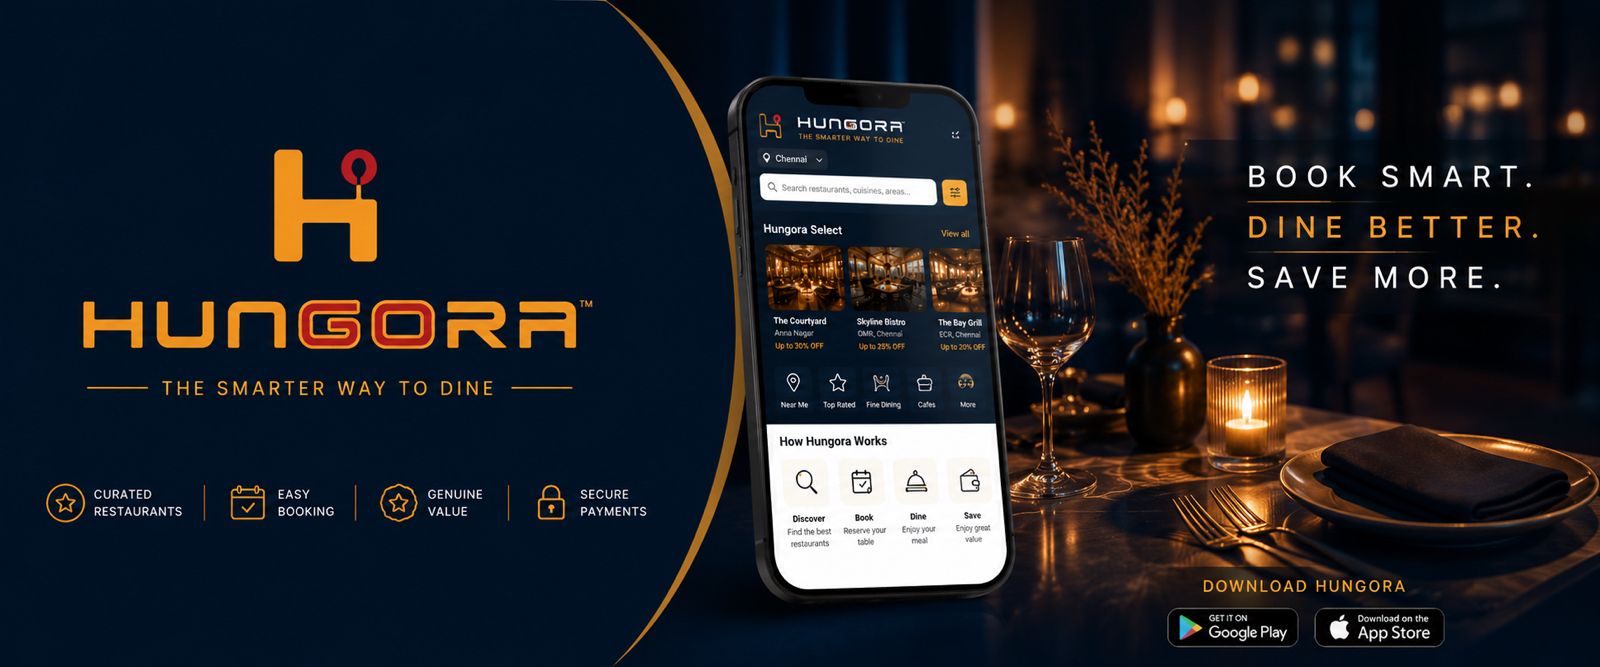 HUNGORA™
THE SMARTER WAY TO DINE
CURATED
RESTAURANTS
EASY
BOOKING
GENUINE
VALUE
SECURE
PAYMENTS
HUNGORA™
THE SMARTER WAY TO DINE
Chennai
Search restaurants, cuisines, areas...
Hungora Select
View all
The Courtyard
Anna Nagar
Up to 30% OFF
Skyline Bistro
OMR, Chennai
Up to 25% OFF
The Bay Grill
ECR, Chennai
Up to 20% OFF
Near Me
Top Rated
Fine Dining
Cafes
More
How Hungora Works
Discover
Find the best
restaurants
Book
Reserve your
table
Dine
Enjoy your
meal
Save
Enjoy great
value
BOOK SMART.
DINE BETTER.
SAVE MORE.
DOWNLOAD HUNGORA
GET IT ON
Google Play
Download on the
App Store